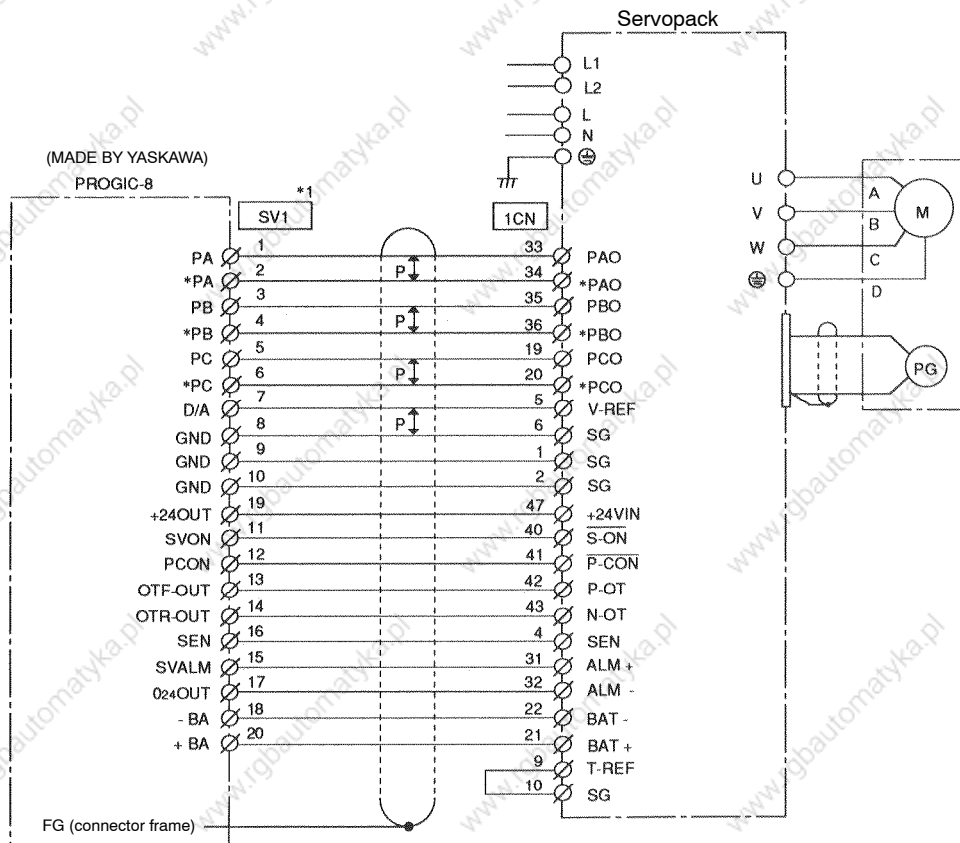 Servopack
L1
L2
L
N
(MADE BY YASKAWA)
PROGIC-8
*1
SV1
1CN
U
V
W
A
B
C
D
M
PG
PA 1 P 33 PAO
*PA 2 34 *PAO
PB 3 P 35 PBO
*PB 4 36 *PBO
PC 5 P 19 PCO
*PC 6 20 *PCO
D/A 7 P 5 V-REF
GND 8 6 SG
GND 9 1 SG
GND 10 2 SG
+24OUT 19 47 +24VIN
SVON 11 40 S-ON
PCON 12 41 P-CON
OTF-OUT 13 42 P-OT
OTR-OUT 14 43 N-OT
SEN 16 4 SEN
SVALM 15 31 ALM +
024OUT 17 32 ALM -
- BA 18 22 BAT -
+ BA 20 21 BAT +
9 T-REF
10 SG
FG (connector frame)
www.rgbautomatyka.pl